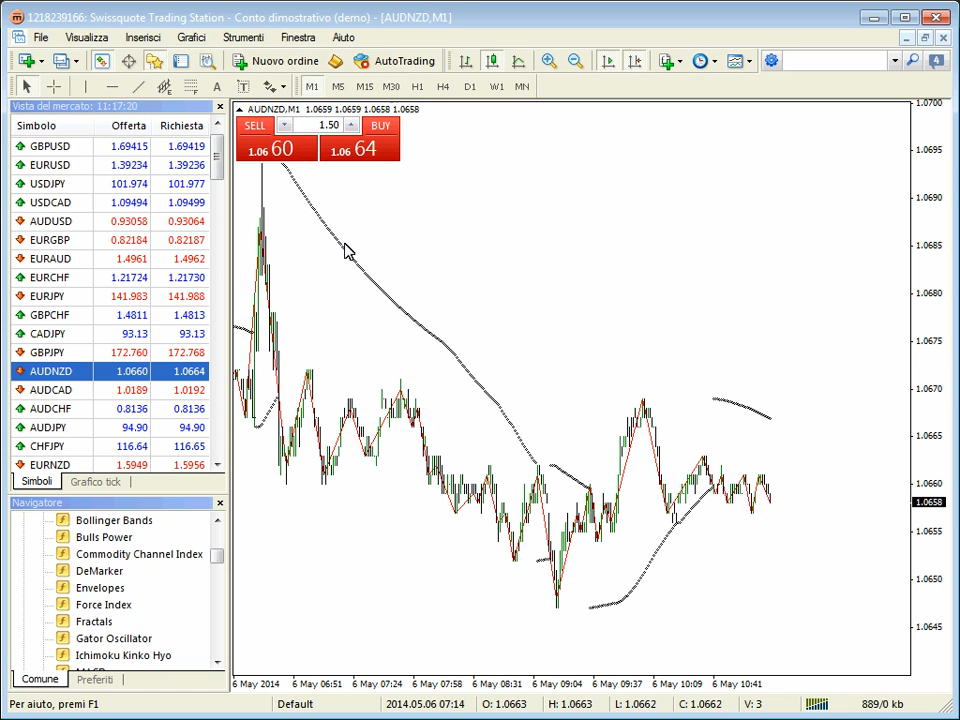 1218239166: Swissquote Trading Station - Conto dimostrativo (demo) - [AUDNZD,M1]
File Visualizza Inserisci Grafici Strumenti Finestra Aiuto
Nuovo ordine AutoTrading 4
A T M1 M5 M15 M30 H1 H4 D1 W1 MN
Vista del mercato: 11:17:20
Simbolo Offerta Richiesta
GBPUSD 1.69415 1.69419
EURUSD 1.39234 1.39236
USDJPY 101.974 101.977
USDCAD 1.09494 1.09499
AUDUSD 0.93058 0.93064
EURGBP 0.82184 0.82187
EURAUD 1.4961 1.4962
EURCHF 1.21724 1.21730
EURJPY 141.983 141.988
GBPCHF 1.4811 1.4813
CADJPY 93.13 93.13
GBPJPY 172.760 172.768
AUDNZD 1.0660 1.0664
AUDCAD 1.0189 1.0192
AUDCHF 0.8136 0.8136
AUDJPY 94.90 94.90
CHFJPY 116.64 116.65
EURNZD 1.5949 1.5956
Simboli Grafico tick
Navigatore
Bollinger Bands
Bulls Power
Commodity Channel Index
DeMarker
Envelopes
Force Index
Fractals
Gator Oscillator
Ichimoku Kinko Hyo
Comune Preferiti
AUDNZD,M1 1.0659 1.0659 1.0658 1.0658
SELL 1.50 BUY
1.06 60 1.06 64
1.0700
1.0695
1.0690
1.0685
1.0680
1.0675
1.0670
1.0665
1.0660
1.0658
1.0655
1.0650
1.0645
6 May 2014 6 May 06:51 6 May 07:24 6 May 07:58 6 May 08:31 6 May 09:04 6 May 09:37 6 May 10:09 6 May 10:41
Per aiuto, premi F1 Default 2014.05.06 07:14 O: 1.0663 H: 1.0663 L: 1.0662 C: 1.0662 V: 3 889/0 kb